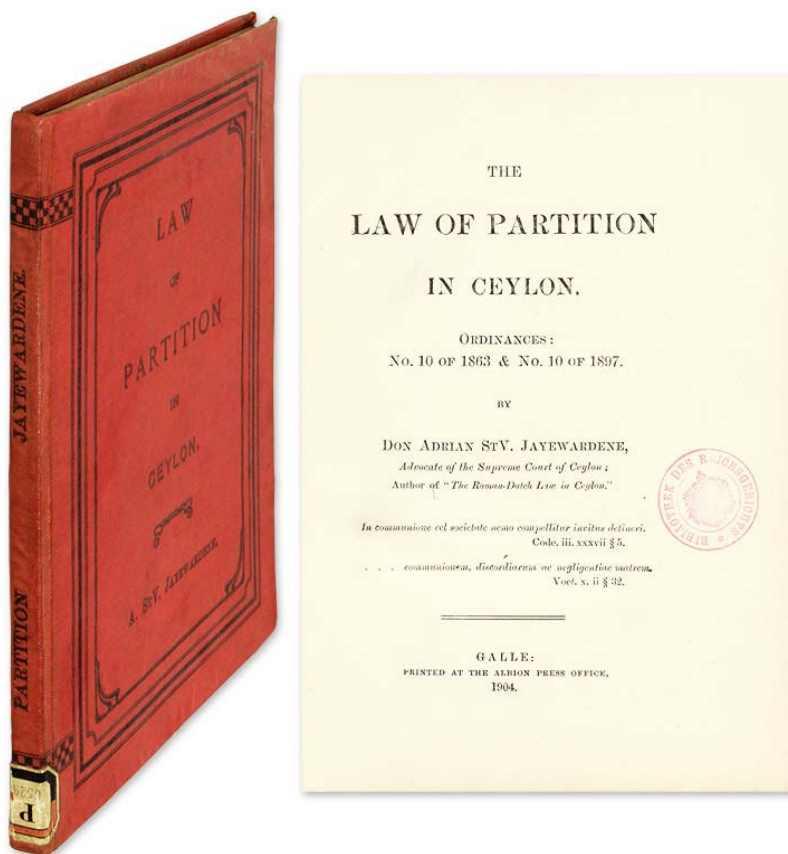 LAW
OF
PARTITION
IN
CEYLON.
A. STV. JAYEWARDENE.
JAYEWARDENE.
PARTITION
P
THE
LAW OF PARTITION
IN CEYLON.
ORDINANCES:
No. 10 OF 1863 & No. 10 OF 1897.
BY
DON ADRIAN STV. JAYEWARDENE,
Advocate of the Supreme Court of Ceylon;
Author of "The Roman-Dutch Law in Ceylon."
In communione vel societate nemo compellitur invitus detineri.
Code. iii. xxxvii § 5.
. . . . communionem, discordiarum ac negligentiae matrem.
Voet. x. ii § 32.
GALLE:
PRINTED AT THE ALBION PRESS OFFICE,
1904.
BIBLIOTHEK DES REICHSGERICHTS